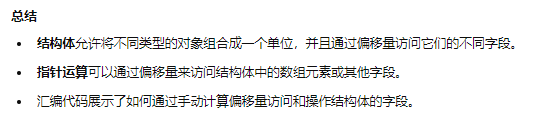 总结
• 结构体允许将不同类型的对象组合成一个单位，并且通过偏移量访问它们的不同字段。
• 指针运算可以通过偏移量来访问结构体中的数组元素或其他字段。
• 汇编代码展示了如何通过手动计算偏移量访问和操作结构体的字段。